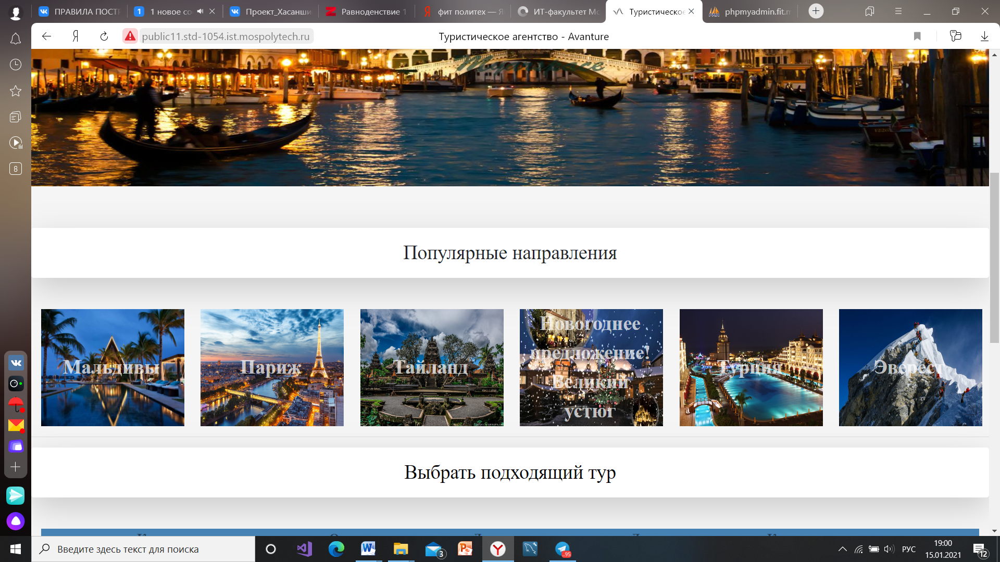 ПРАВИЛА ПОСТР
1 новое со
Проект_Хасаншин
Равноденствие 1
фит политех — Я
ИТ-факультет Мо
Туристическое
phpmyadmin.fit.m
public11.std-1054.ist.mospolytech.ru
Туристическое агентство - Avanture
8
Популярные направления
Мальдивы
Париж
Тайланд
Новогоднее
предложение!
Великий
устюг
Турция
Эверест
Выбрать подходящий тур
Введите здесь текст для поиска
3
..95
РУС
19:00
15.01.2021
12